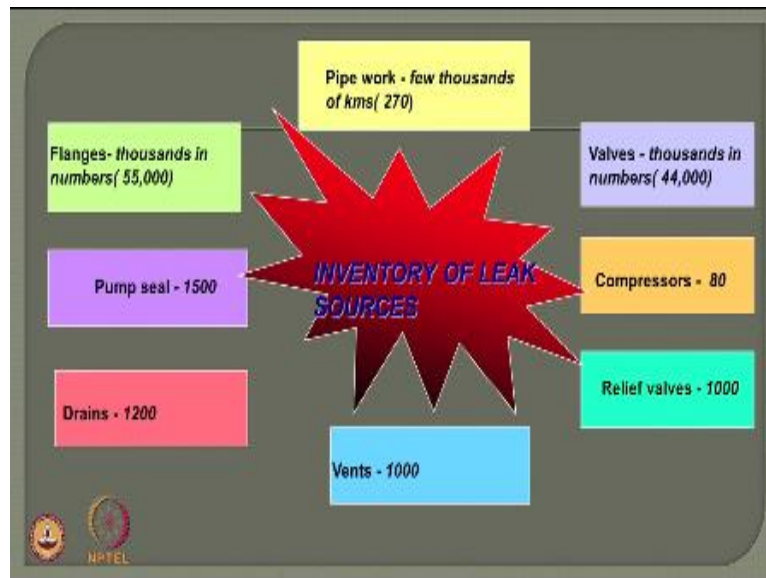 Pipe work - few thousands
of kms( 270)
Flanges- thousands in
numbers( 55,000)
Valves - thousands in
numbers( 44,000)
Pump seal - 1500
INVENTORY OF LEAK
SOURCES
Compressors - 80
Drains - 1200
Relief valves - 1000
Vents - 1000
NPTEL